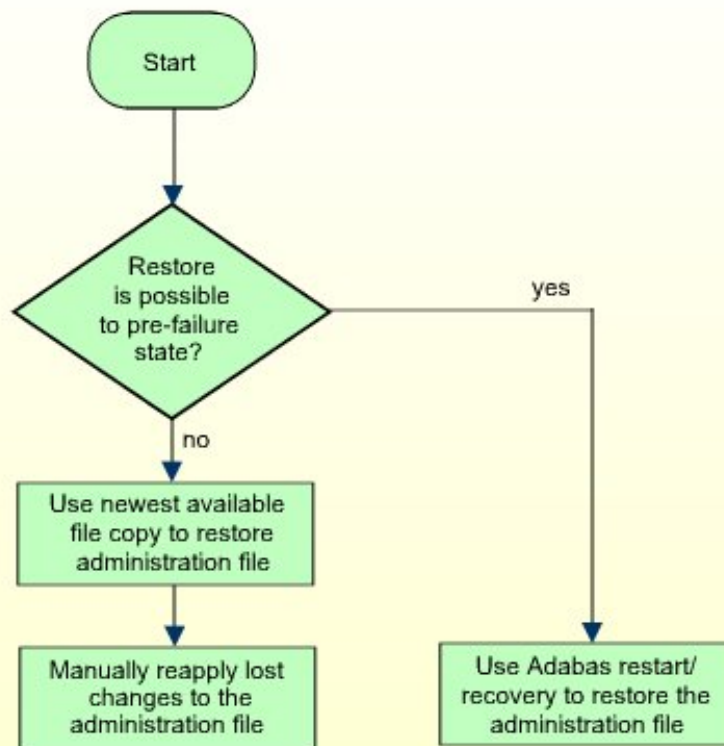 Start
Restore
is possible
to pre-failure
state?
yes
no
Use newest available
file copy to restore
administration file
Manually reapply lost
changes to the
administration file
Use Adabas restart/
recovery to restore the
administration file